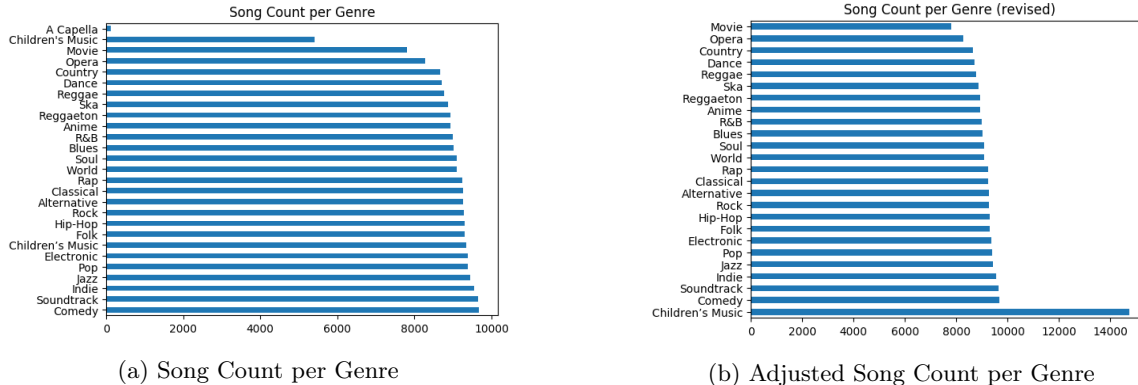 Song Count per Genre
A Capella
Children's Music
Movie
Opera
Country
Dance
Reggae
Ska
Reggaeton
Anime
R&B
Blues
Soul
World
Rap
Classical
Alternative
Rock
Hip-Hop
Folk
Children’s Music
Electronic
Pop
Jazz
Indie
Soundtrack
Comedy
0 2000 4000 6000 8000 10000
(a) Song Count per Genre
Song Count per Genre (revised)
Movie
Opera
Country
Dance
Reggae
Ska
Reggaeton
Anime
R&B
Blues
Soul
World
Rap
Classical
Alternative
Rock
Hip-Hop
Folk
Electronic
Pop
Jazz
Indie
Soundtrack
Comedy
Children’s Music
0 2000 4000 6000 8000 10000 12000 14000
(b) Adjusted Song Count per Genre